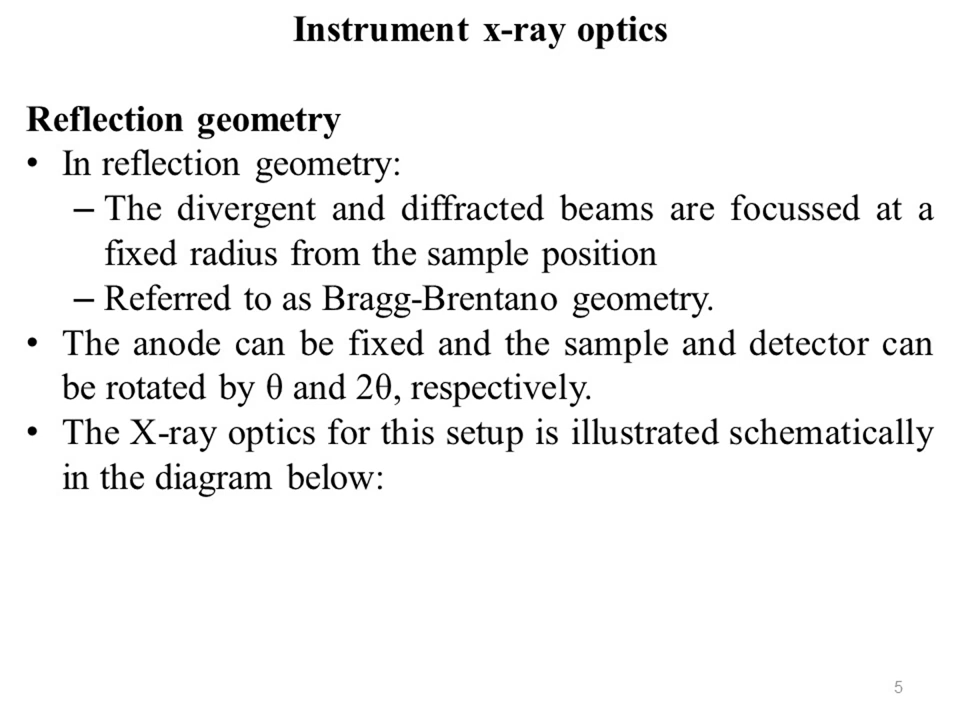 Instrument x-ray optics
Reflection geometry
• In reflection geometry:
– The divergent and diffracted beams are focussed at a
fixed radius from the sample position
– Referred to as Bragg-Brentano geometry.
• The anode can be fixed and the sample and detector can
be rotated by θ and 2θ, respectively.
• The X-ray optics for this setup is illustrated schematically
in the diagram below:
5